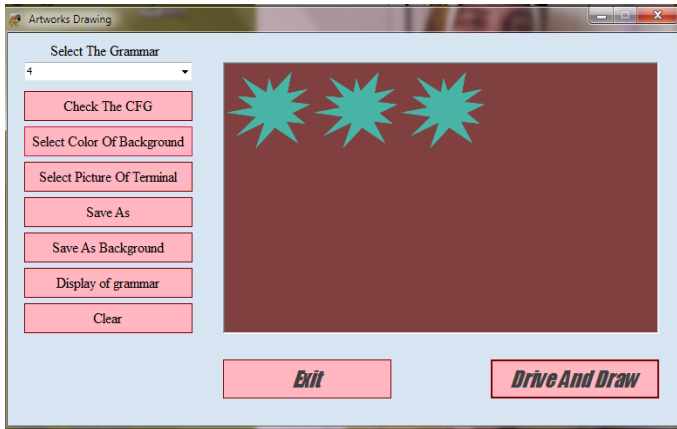 Artworks Drawing
Select The Grammar
4
Check The CFG
Select Color Of Background
Select Picture Of Terminal
Save As
Save As Background
Display of grammar
Clear
Exit
Drive And Draw